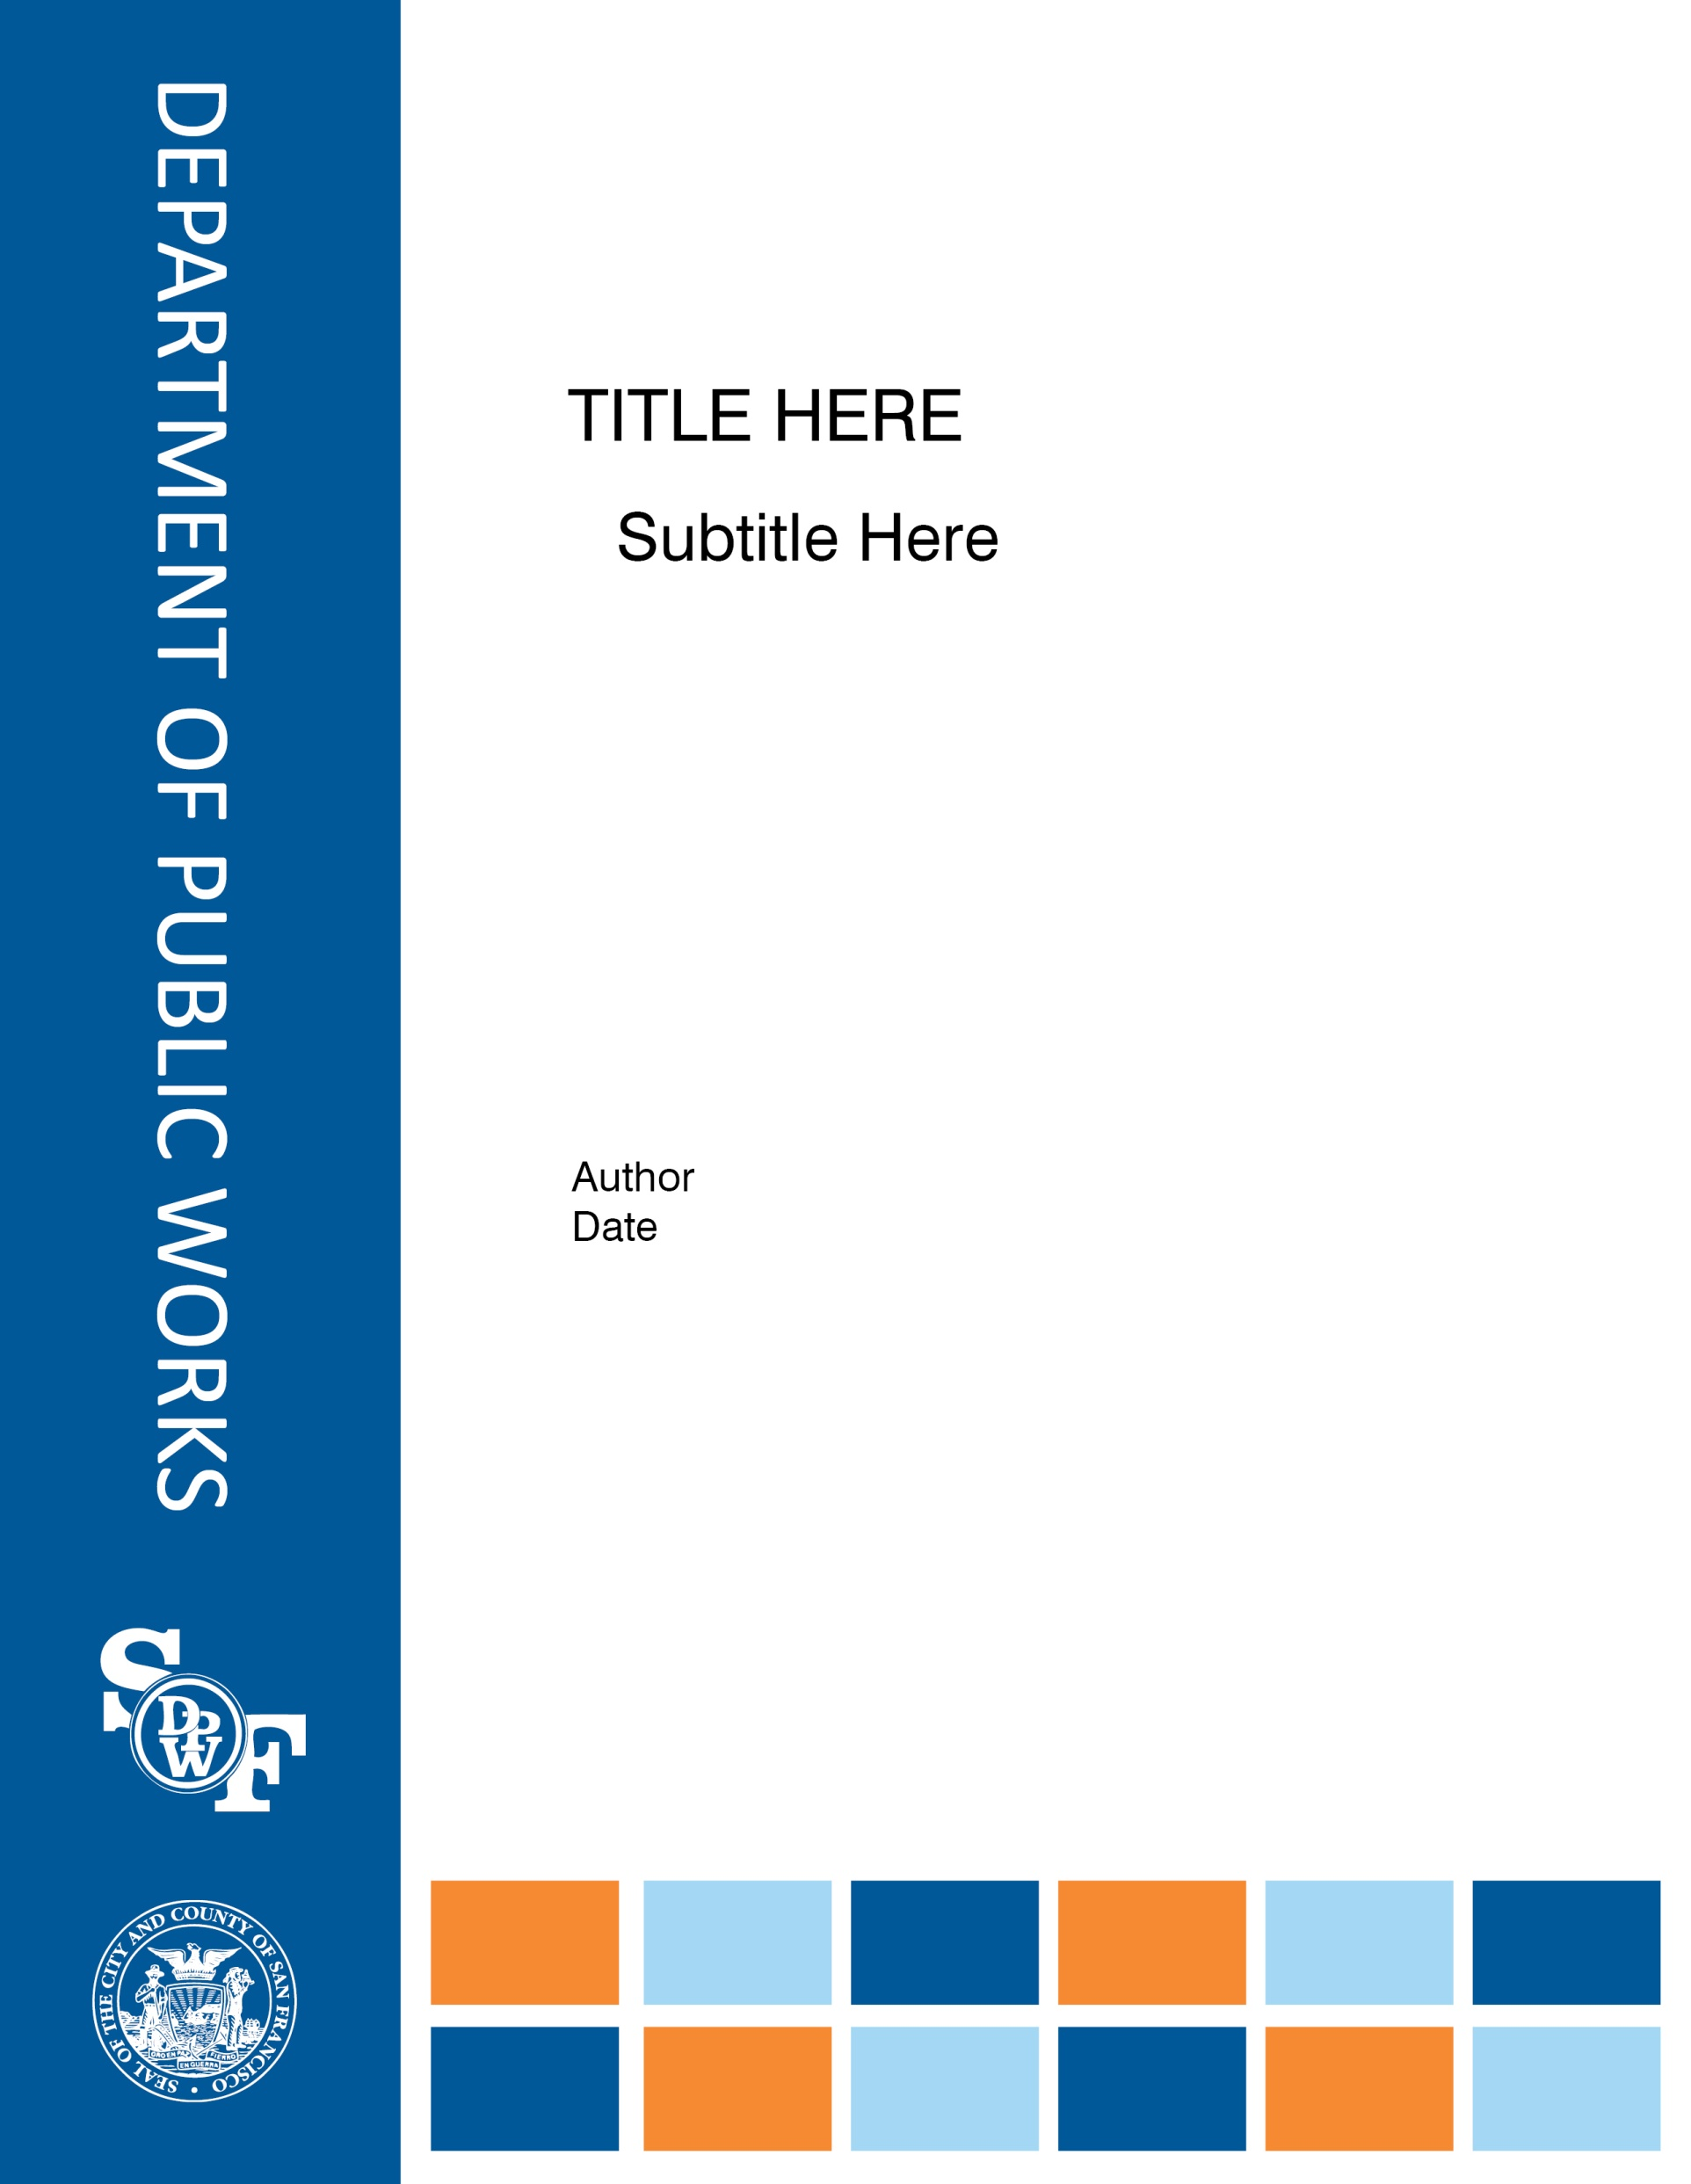 DEPARTMENT OF PUBLIC WORKS
TITLE HERE
Subtitle Here
Author
Date
SF
DPW
SEAL OF THE CITY AND COUNTY OF SAN FRANCISCO
ORO EN PAZ
FIERRO
EN GUERRA